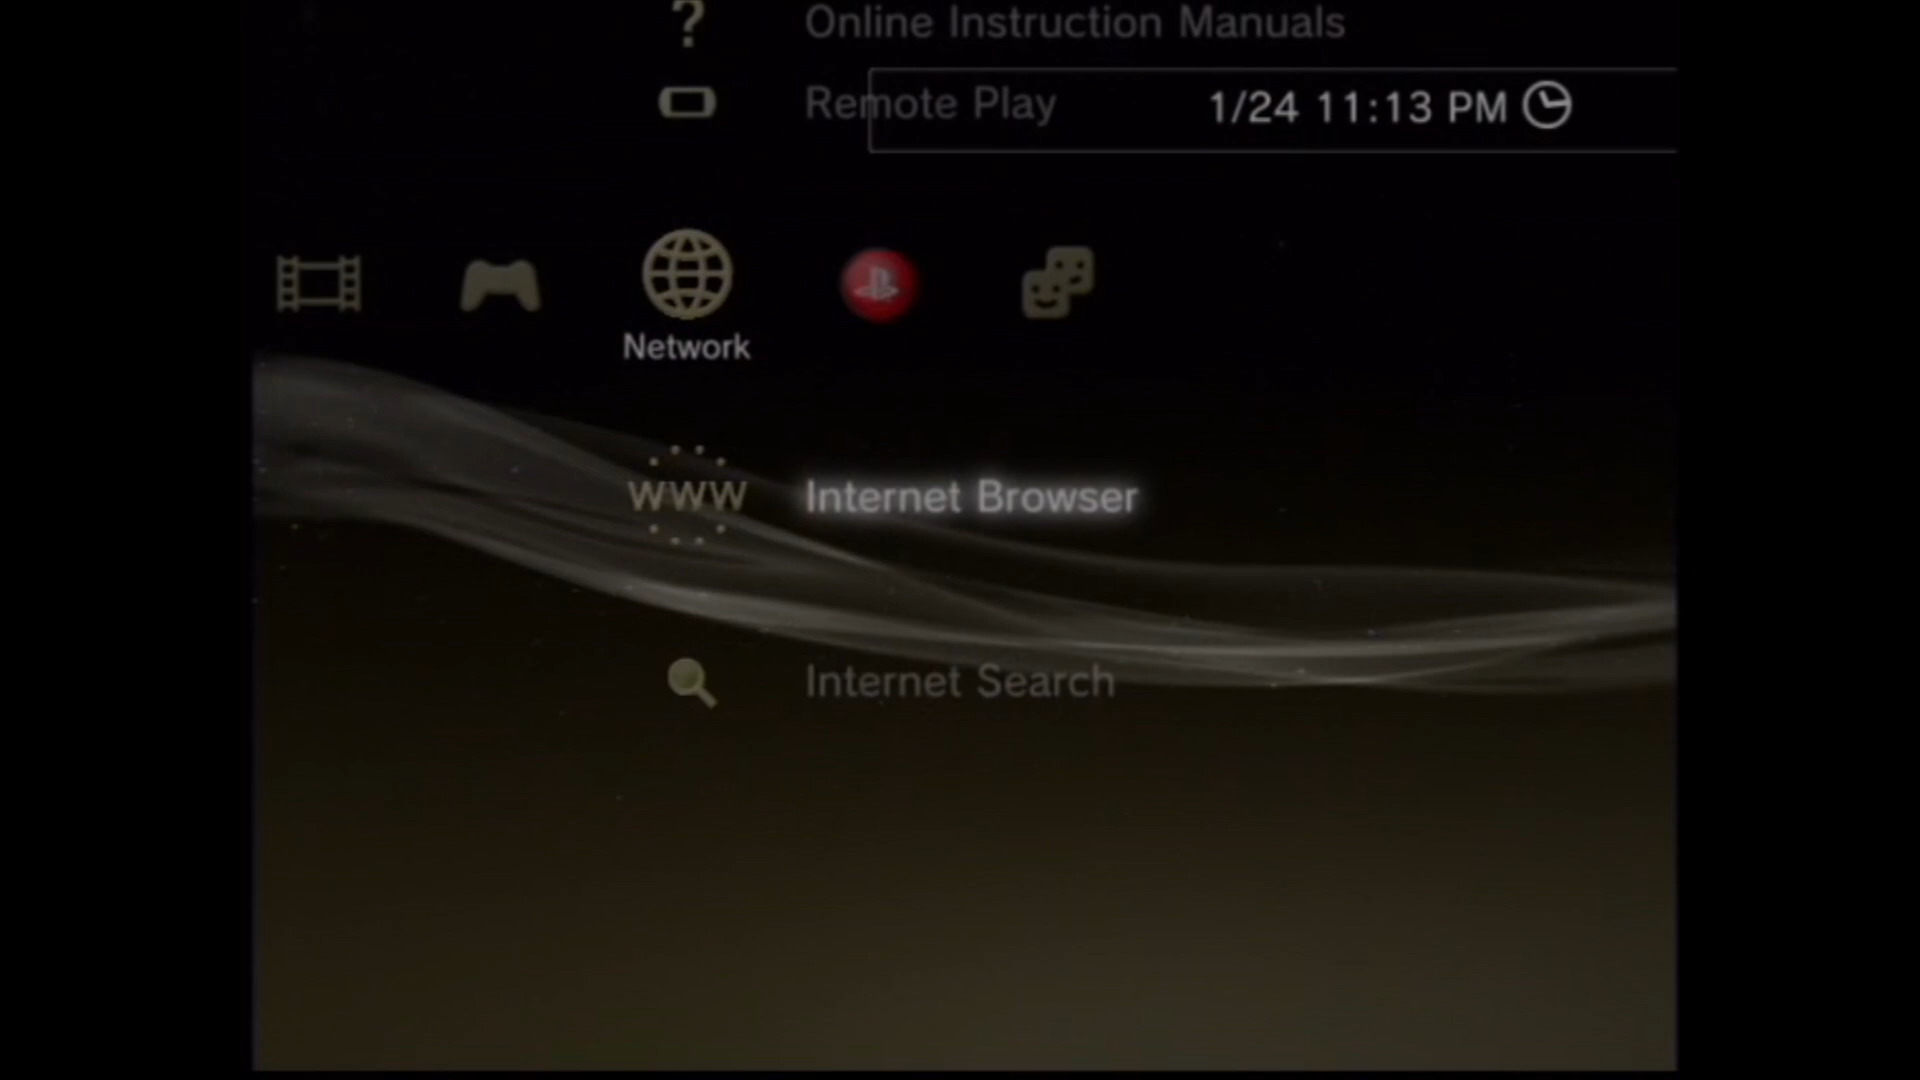 Online Instruction Manuals
Remote Play
1/24 11:13 PM
Network
WWW
Internet Browser
Internet Search